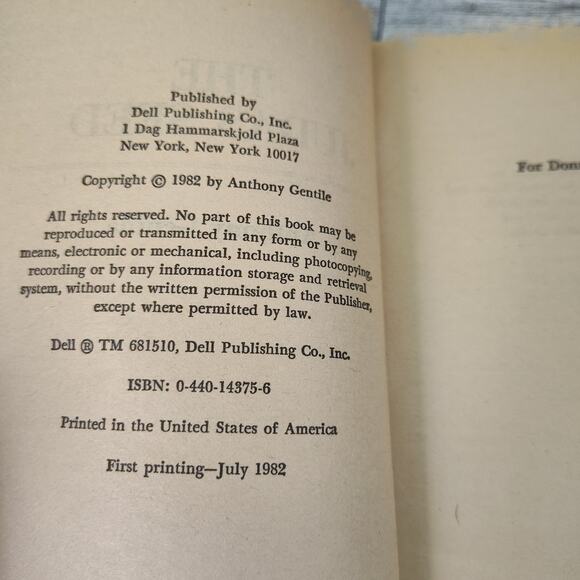 Published by
Dell Publishing Co., Inc.
1 Dag Hammarskjold Plaza
New York, New York 10017
Copyright © 1982 by Anthony Gentile
All rights reserved. No part of this book may be
reproduced or transmitted in any form or by any
means, electronic or mechanical, including photocopying,
recording or by any information storage and retrieval
system, without the written permission of the Publisher,
except where permitted by law.
Dell ® TM 681510, Dell Publishing Co., Inc.
ISBN: 0-440-14375-6
Printed in the United States of America
First printing—July 1982
For